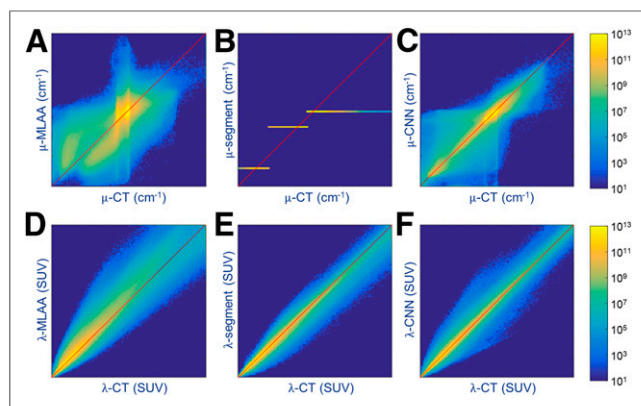 A
B
C
μ-MLAA (cm⁻¹)
μ-segment (cm⁻¹)
μ-CNN (cm⁻¹)
μ-CT (cm⁻¹)
μ-CT (cm⁻¹)
μ-CT (cm⁻¹)
10¹³
10¹¹
10⁹
10⁷
10⁵
10³
10¹
D
E
F
λ-MLAA (SUV)
λ-segment (SUV)
λ-CNN (SUV)
λ-CT (SUV)
λ-CT (SUV)
λ-CT (SUV)
10¹³
10¹¹
10⁹
10⁷
10⁵
10³
10¹